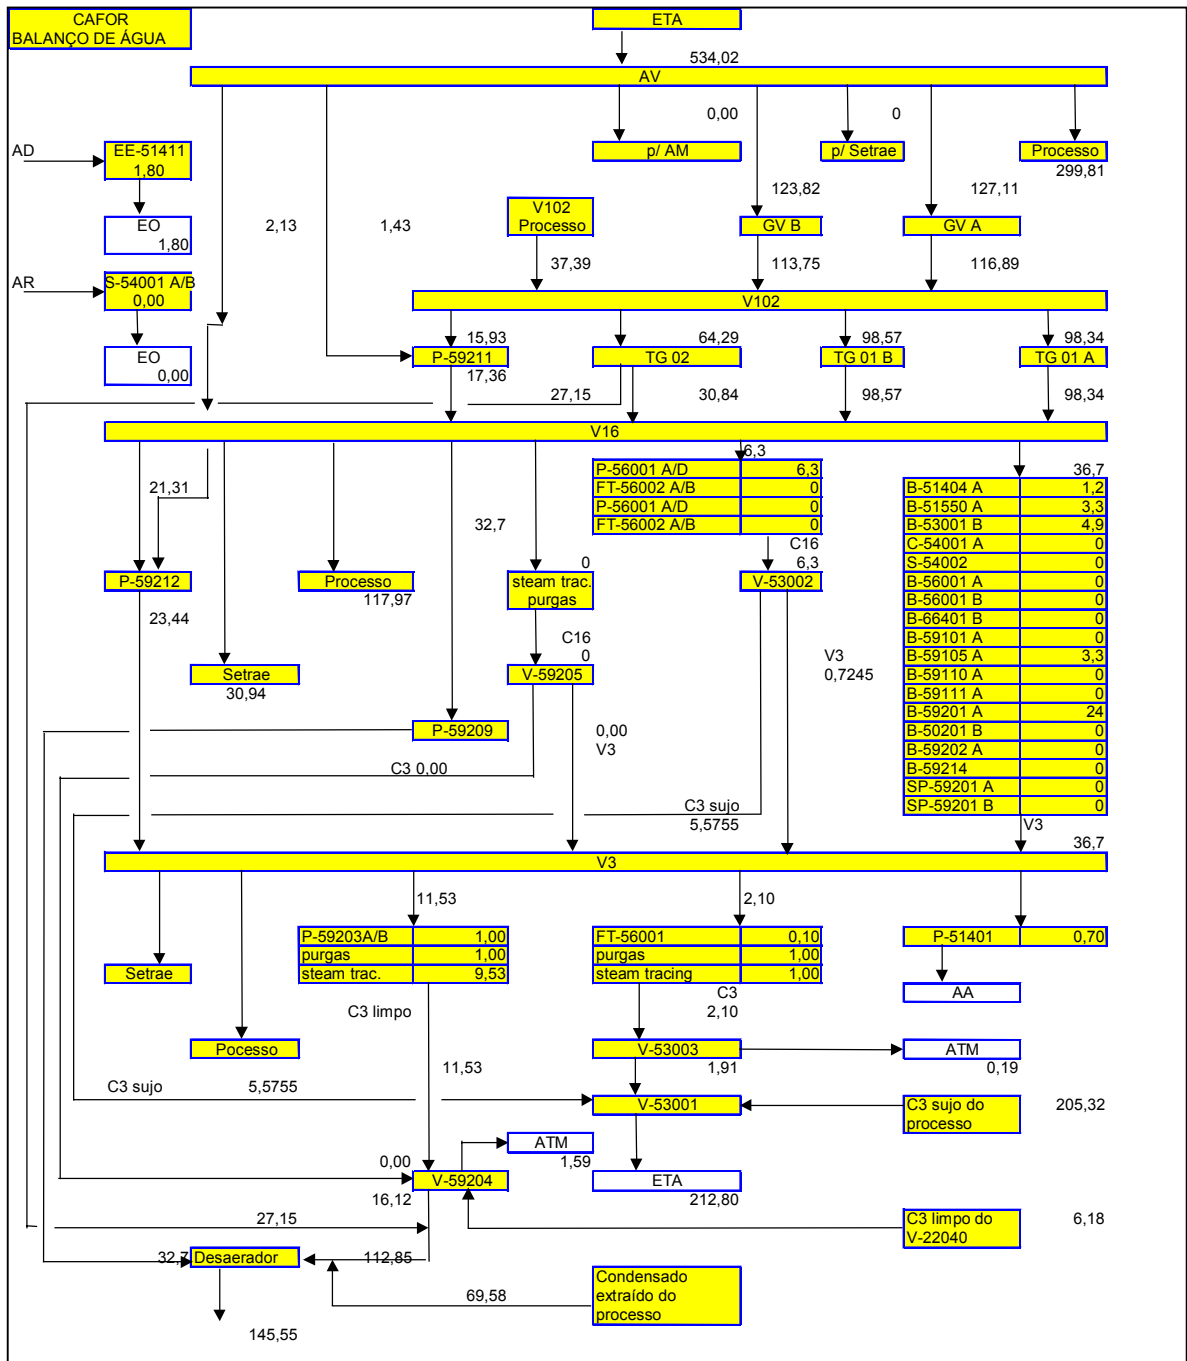 CAFOR
BALANÇO DE ÁGUA
ETA
534,02
AV
0,00
0
AD
EE-51411
1,80
p/ AM
p/ Setrae
Processo
299,81
123,82
127,11
V102
Processo
EO
1,80
2,13
1,43
GV B
GV A
37,39
113,75
116,89
AR
S-54001 A/B
0,00
V102
15,93
64,29
98,57
98,34
EO
0,00
P-59211
TG 02
TG 01 B
TG 01 A
17,36
27,15
30,84
98,57
98,34
V16
6,3
P-56001 A/D 6,3
FT-56002 A/B 0
P-56001 A/D 0
FT-56002 A/B 0
36,7
B-51404 A 1,2
B-51550 A 3,3
B-53001 B 4,9
C-54001 A 0
S-54002 0
B-56001 A 0
B-56001 B 0
B-66401 B 0
B-59101 A 0
B-59105 A 3,3
B-59110 A 0
B-59111 A 0
B-59201 A 24
B-50201 B 0
B-59202 A 0
B-59214 0
SP-59201 A 0
SP-59201 B 0
21,31
32,7
C16
6,3
0
P-59212
Processo
117,97
steam trac.
purgas
V-53002
23,44
C16
0
V3
0,7245
Setrae
30,94
V-59205
P-59209
0,00
V3
C3 0,00
C3 sujo
5,5755
V3
36,7
V3
11,53
2,10
P-59203A/B 1,00
purgas 1,00
steam trac. 9,53
FT-56001 0,10
purgas 1,00
steam tracing 1,00
P-51401 0,70
Setrae
C3
2,10
AA
C3 limpo
Pocesso
V-53003
1,91
ATM
0,19
11,53
C3 sujo
5,5755
V-53001
C3 sujo do
processo
205,32
ATM
1,59
0,00
V-59204
16,12
ETA
212,80
27,15
C3 limpo do
V-22040
6,18
32,7
Desaerador
112,85
69,58
Condensado
extraído do
processo
145,55